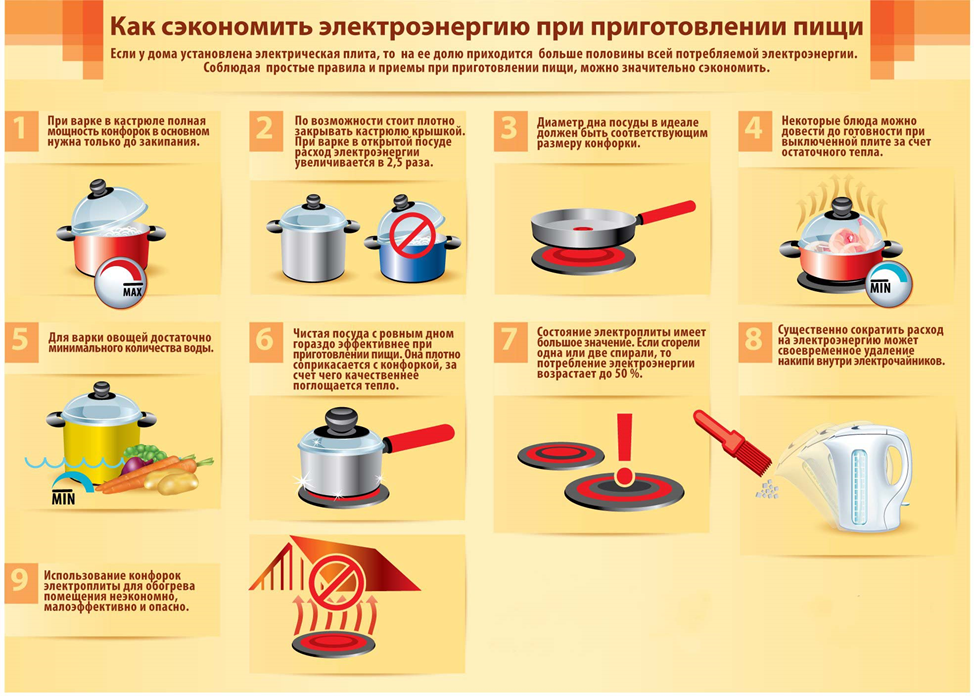 Как сэкономить электроэнергию при приготовлении пищи
Если у дома установлена электрическая плита, то на ее долю приходится больше половины всей потребляемой электроэнергии.
Соблюдая простые правила и приемы при приготовлении пищи, можно значительно сэкономить.
1
При варке в кастрюле полная
мощность конфорок в основном
нужна только до закипания.
MAX
2
По возможности стоит плотно
закрывать кастрюлю крышкой.
При варке в открытой посуде
расход электроэнергии
увеличивается в 2,5 раза.
3
Диаметр дна посуды в идеале
должен быть соответствующим
размеру конфорки.
4
Некоторые блюда можно
довести до готовности при
выключенной плите за счет
остаточного тепла.
MIN
5
Для варки овощей достаточно
минимального количества воды.
MIN
6
Чистая посуда с ровным дном
гораздо эффективнее при
приготовлении пищи. Она плотно
соприкасается с конфоркой, за
счет чего качественнее
поглощается тепло.
7
Состояние электроплиты имеет
большое значение. Если сгорели
одна или две спирали, то
потребление электроэнергии
возрастает до 50 %.
8
Существенно сократить расход
на электроэнергию может
своевременное удаление
накипи внутри электрочайников.
9
Использование конфорок
электроплиты для обогрева
помещения неэкономно,
малоэффективно и опасно.